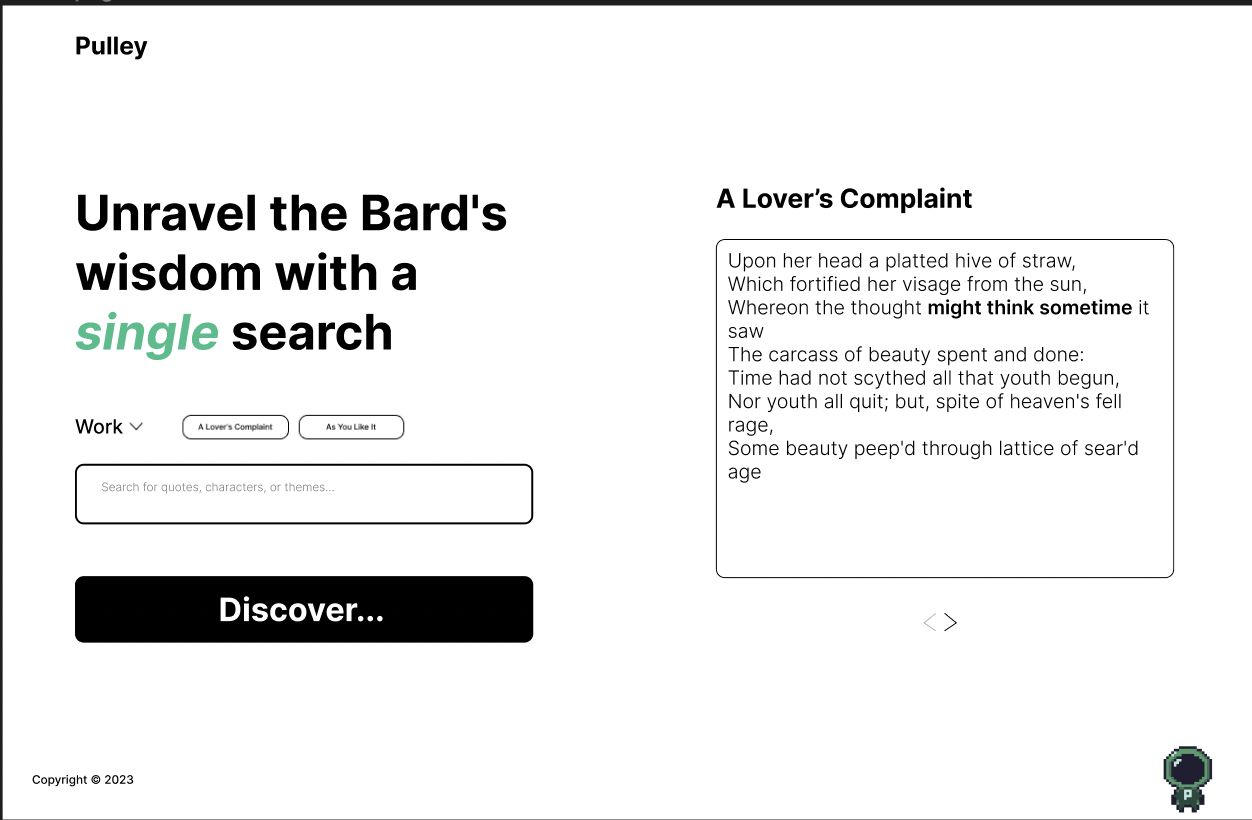 Pulley
Unravel the Bard's
wisdom with a
single search
Work
A Lover's Complaint
As You Like It
Search for quotes, characters, or themes...
Discover...
A Lover’s Complaint
Upon her head a platted hive of straw,
Which fortified her visage from the sun,
Whereon the thought might think sometime it
saw
The carcass of beauty spent and done:
Time had not scythed all that youth begun,
Nor youth all quit; but, spite of heaven's fell
rage,
Some beauty peep'd through lattice of sear'd
age
Copyright © 2023
P